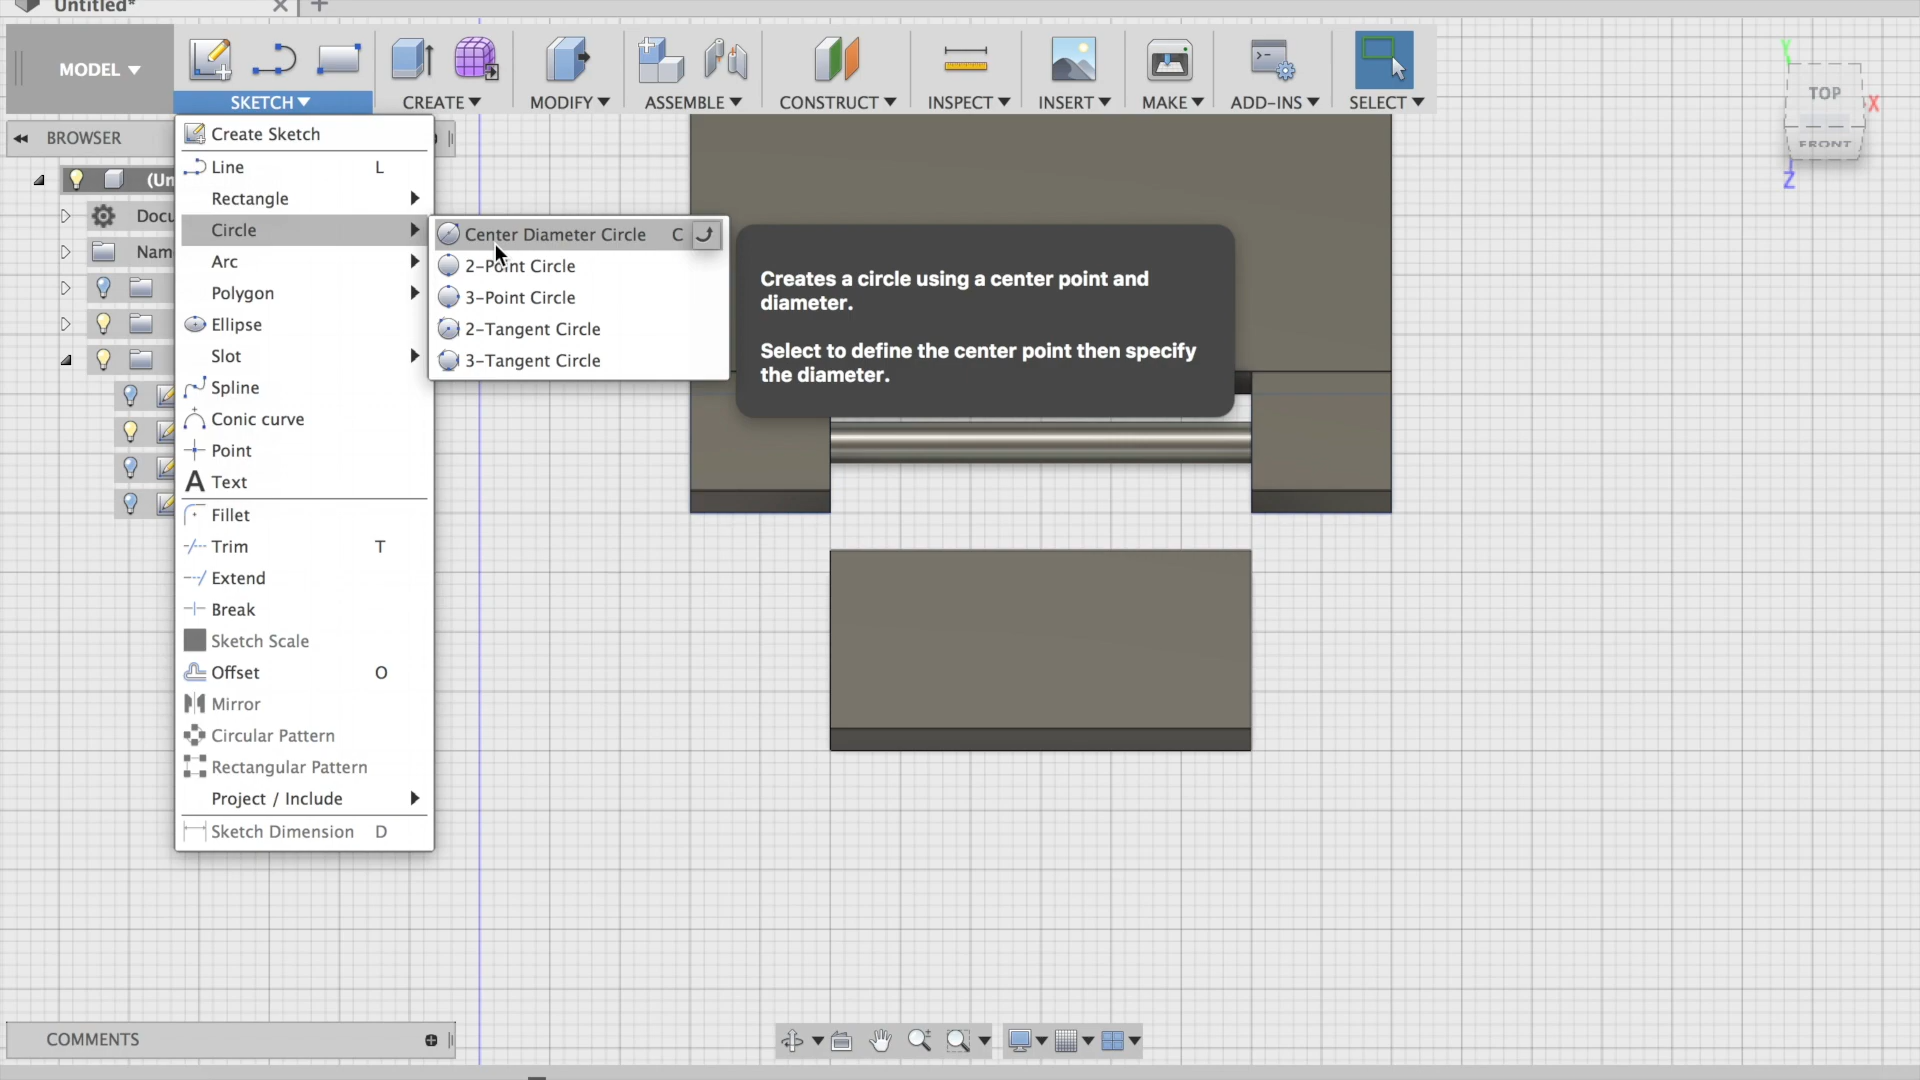 Untitled*
MODEL
SKETCH
CREATE
MODIFY
ASSEMBLE
CONSTRUCT
INSPECT
INSERT
MAKE
ADD-INS
SELECT
TOP
X
FRONT
Y
Z
BROWSER
(Un
Docu
Nam
Create Sketch
Line L
Rectangle
Circle
Arc
Polygon
Ellipse
Slot
Spline
Conic curve
Point
A Text
Fillet
Trim T
Extend
Break
Sketch Scale
Offset O
Mirror
Circular Pattern
Rectangular Pattern
Project / Include
Sketch Dimension D
Center Diameter Circle C
2-Point Circle
3-Point Circle
2-Tangent Circle
3-Tangent Circle
Creates a circle using a center point and
diameter.
Select to define the center point then specify
the diameter.
COMMENTS